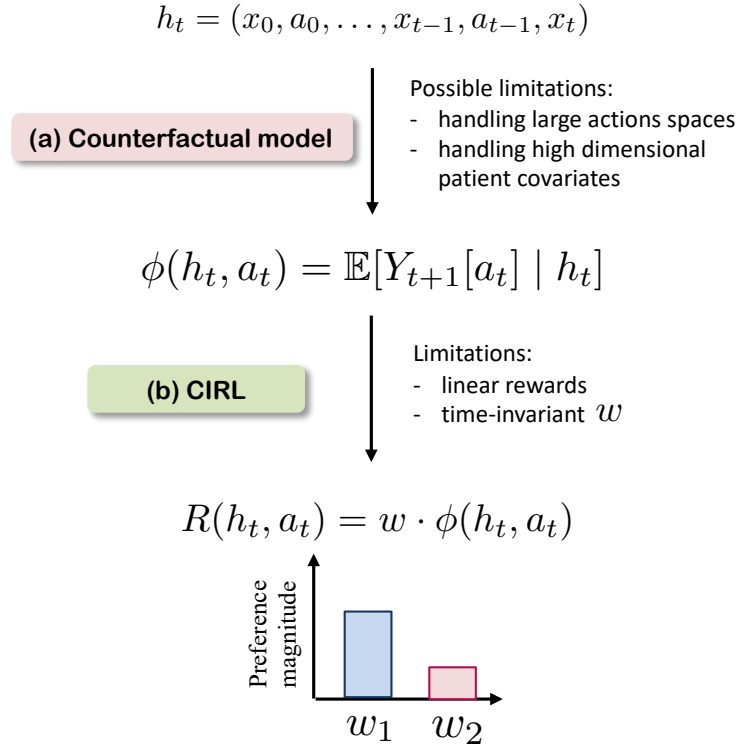 h_t = (x_0, a_0, . . . , x_{t−1}, a_{t−1}, x_t)
Possible limitations:
- handling large actions spaces
- handling high dimensional
patient covariates
(a) Counterfactual model
ϕ(h_t, a_t) = 𝔼[Y_{t+1}[a_t] | h_t]
Limitations:
- linear rewards
- time-invariant w
(b) CIRL
R(h_t, a_t) = w · ϕ(h_t, a_t)
Preference
magnitude
w_1 w_2